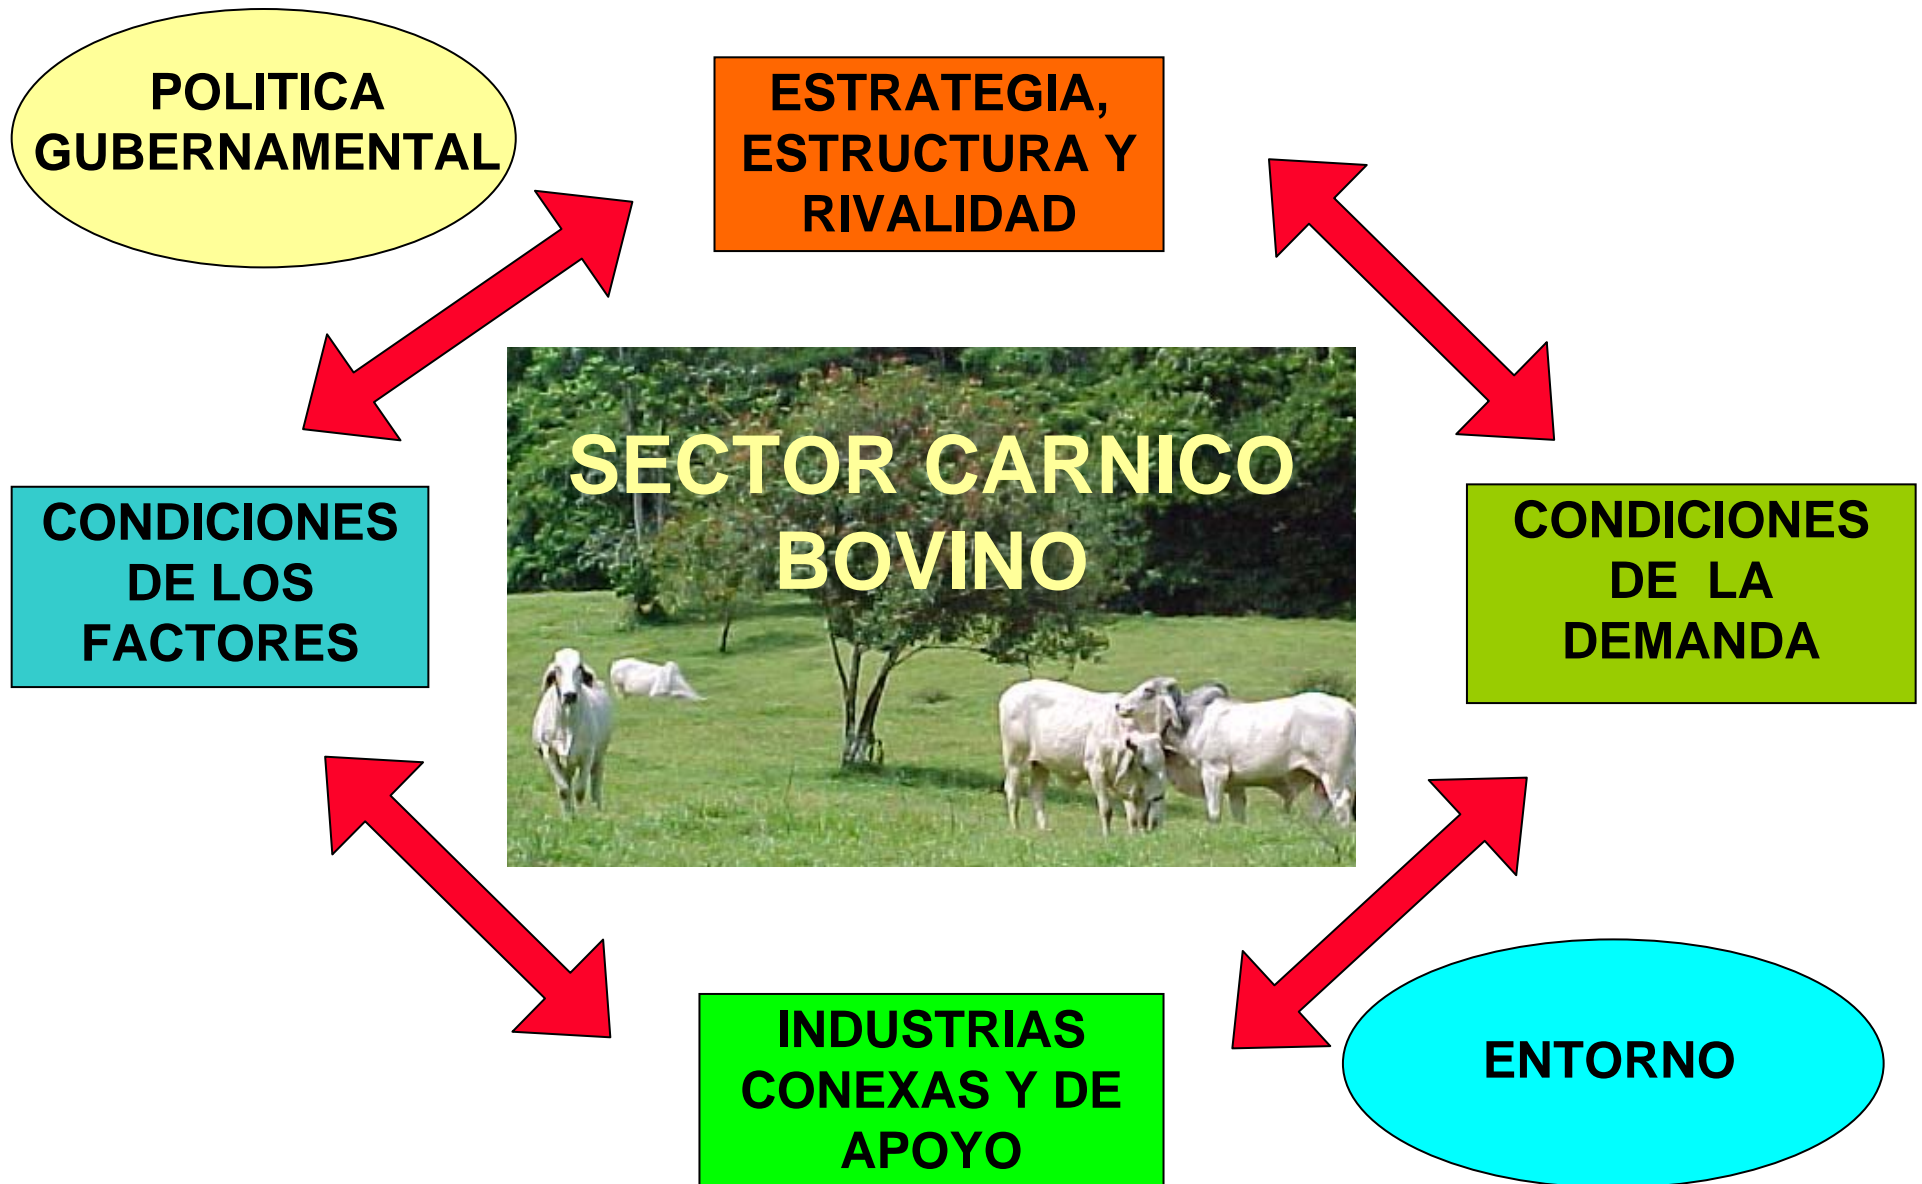 POLITICA
GUBERNAMENTAL
ESTRATEGIA,
ESTRUCTURA Y
RIVALIDAD
SECTOR CARNICO
BOVINO
CONDICIONES
DE LOS
FACTORES
CONDICIONES
DE LA
DEMANDA
INDUSTRIAS
CONEXAS Y DE
APOYO
ENTORNO